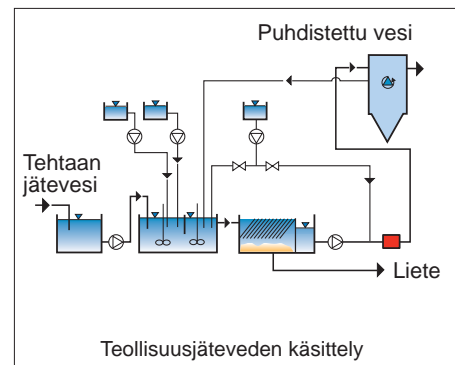 Puhdistettu vesi
Tehtaan
jätevesi
Liete
Teollisuusjäteveden käsittely